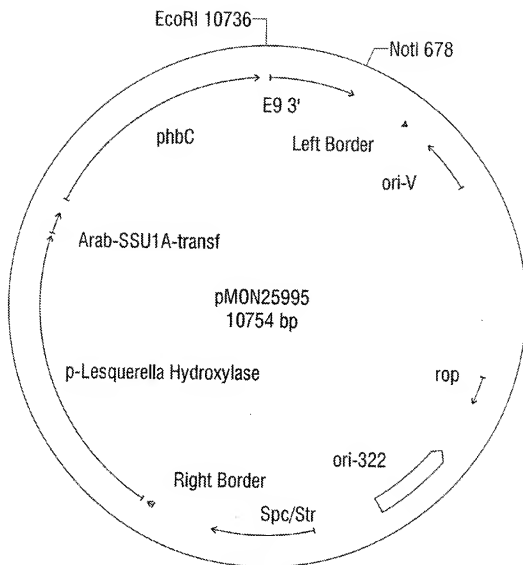 EcoRI 10736
NotI 678
E9 3'
phbC
Left Border
ori-V
Arab-SSU1A-transf
pMON25995
10754 bp
p-Lesquerella Hydroxylase
rop
ori-322
Right Border
Spc/Str